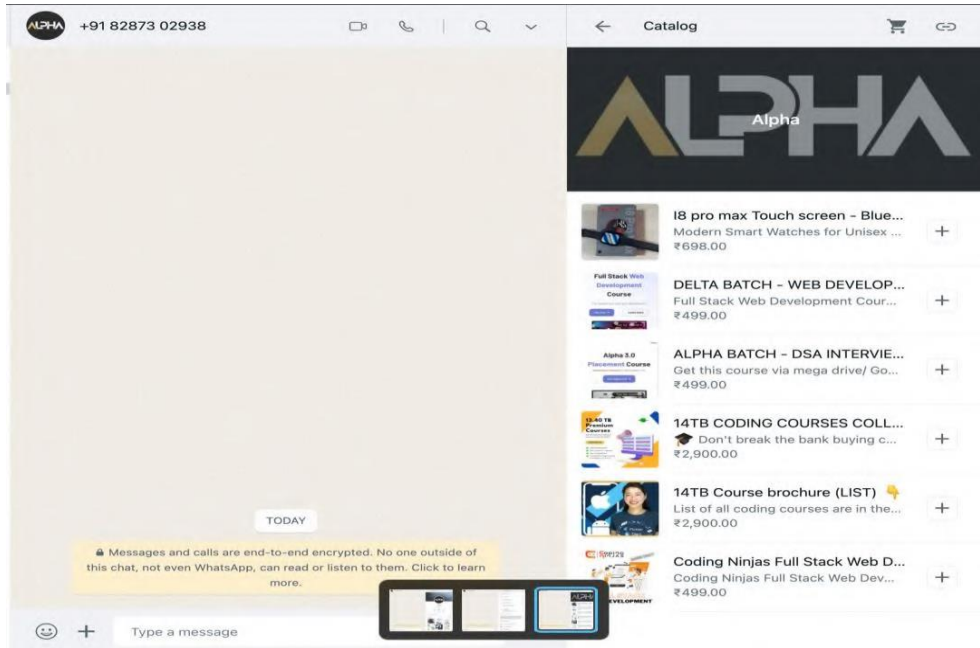 ALPHA
+91 82873 02938
Catalog
ALPHA
Alpha
I8 pro max Touch screen - Blue...
Modern Smart Watches for Unisex ...
₹698.00
Full Stack Web
Development
Course
DELTA BATCH - WEB DEVELOP...
Full Stack Web Development Cour...
₹499.00
Alpha 3.0
Placement Course
ALPHA BATCH - DSA INTERVIE...
Get this course via mega drive/ Go...
₹499.00
12.40 TB
Premium
Courses
14TB CODING COURSES COLL...
🎓 Don't break the bank buying c...
₹2,900.00
14TB Course brochure (LIST) 👇
List of all coding courses are in the...
₹2,900.00
Coding Ninjas Full Stack Web D...
Coding Ninjas Full Stack Web Dev...
₹499.00
TODAY
Messages and calls are end-to-end encrypted. No one outside of
this chat, not even WhatsApp, can read or listen to them. Click to learn
more.
Type a message